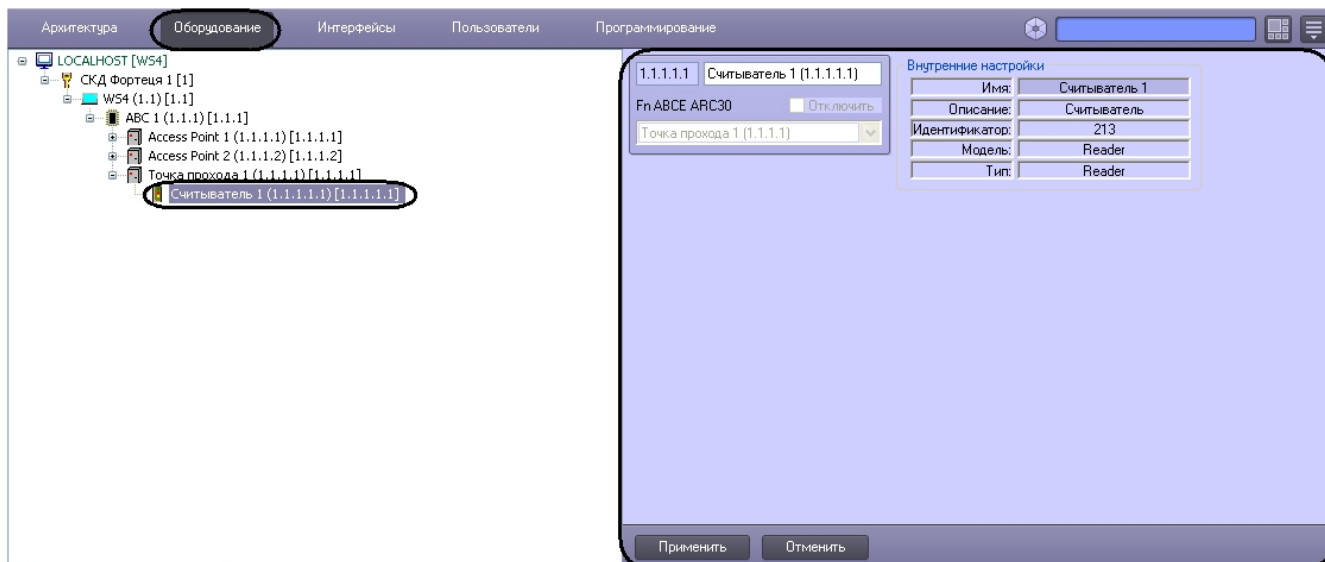 Архитектура Оборудование Интерфейсы Пользователи Программирование
LOCALHOST [WS4]
СКД Фортеця 1 [1]
WS4 (1.1) [1.1]
ABC 1 (1.1.1) [1.1.1]
Access Point 1 (1.1.1.1) [1.1.1.1]
Access Point 2 (1.1.1.2) [1.1.1.2]
Точка прохода 1 (1.1.1.1) [1.1.1.1]
Считыватель 1 (1.1.1.1.1) [1.1.1.1.1]
1.1.1.1.1 Считыватель 1 (1.1.1.1.1)
Fn ABCE ARC30 Отключить
Точка прохода 1 (1.1.1.1)
Внутренние настройки
Имя: Считыватель 1
Описание: Считыватель
Идентификатор: 213
Модель: Reader
Тип: Reader
Применить Отменить